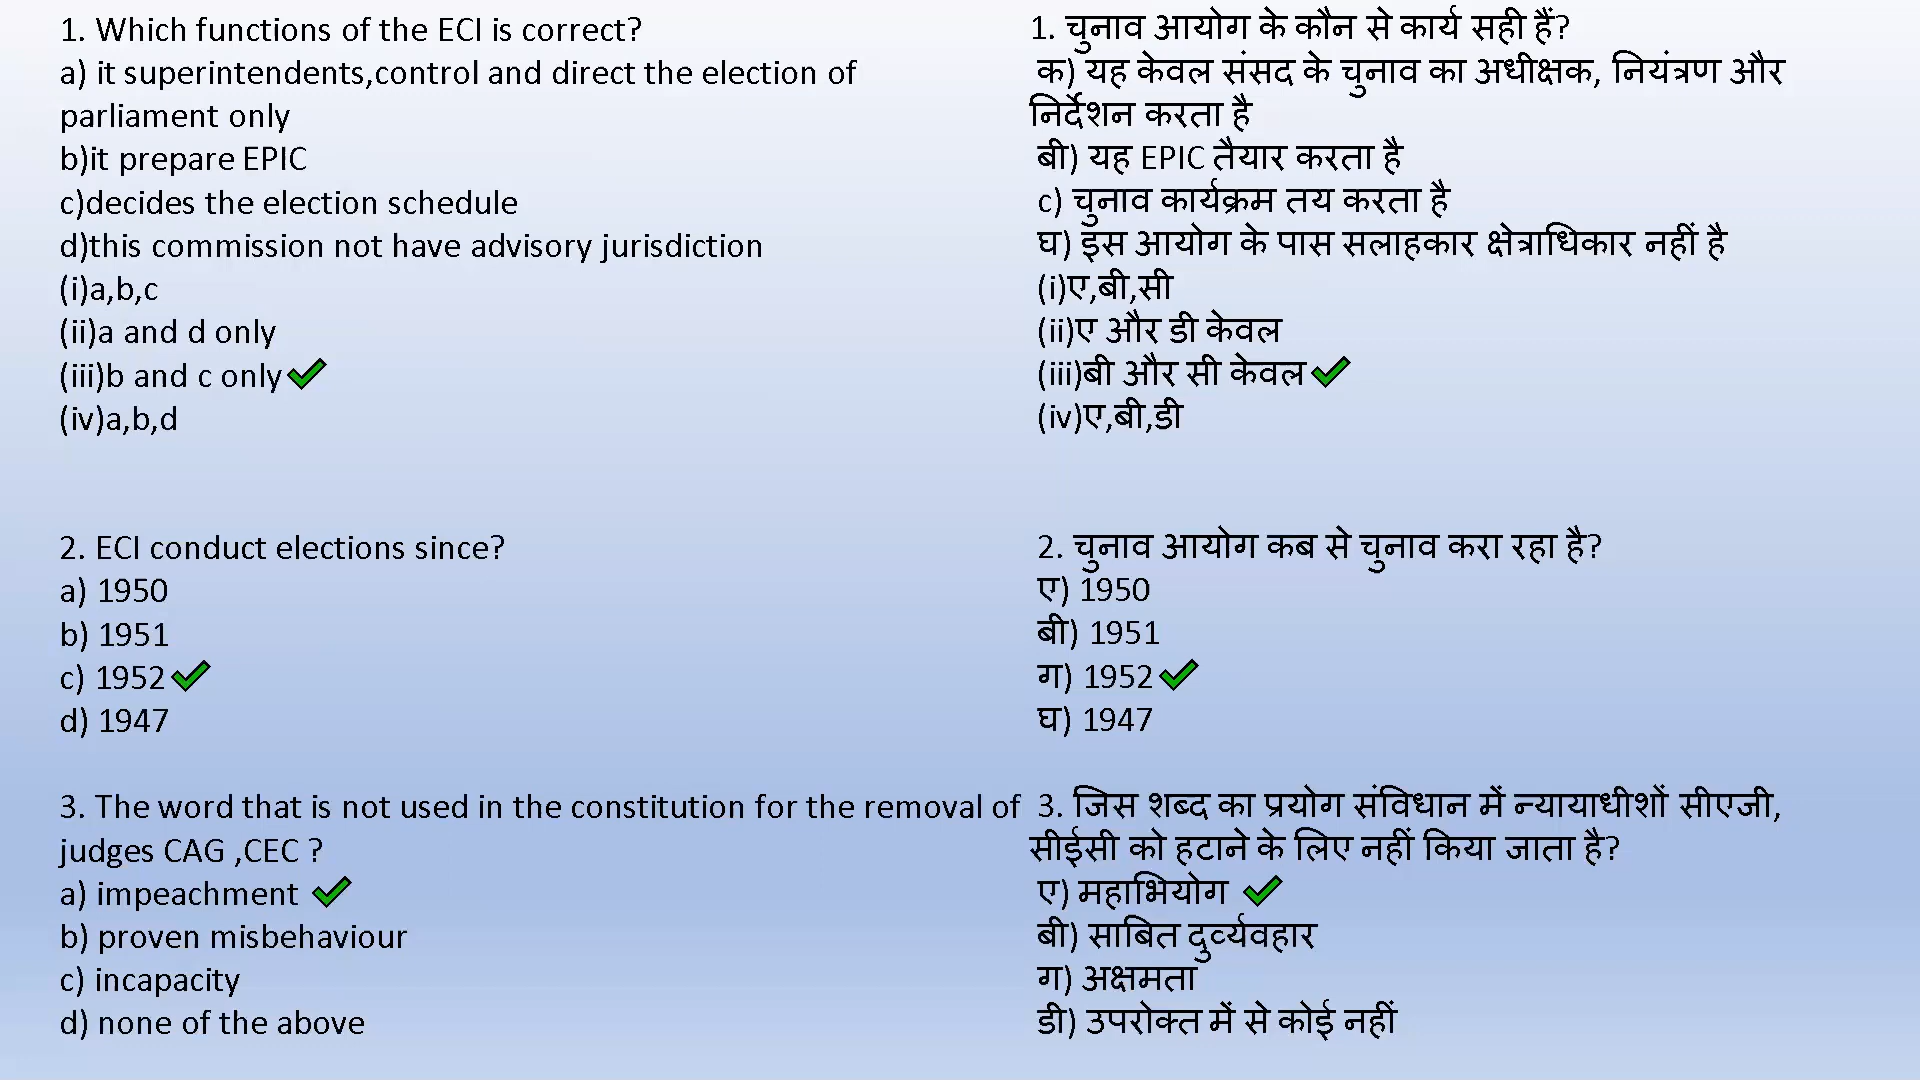 1. Which functions of the ECI is correct?
a) it superintendents,control and direct the election of
parliament only
b)it prepare EPIC
c)decides the election schedule
d)this commission not have advisory jurisdiction
(i)a,b,c
(ii)a and d only
(iii)b and c only
(iv)a,b,d
2. ECI conduct elections since?
a) 1950
b) 1951
c) 1952
d) 1947
3. The word that is not used in the constitution for the removal of
judges CAG ,CEC ?
a) impeachment
b) proven misbehaviour
c) incapacity
d) none of the above
1. चुनाव आयोग के कौन से कार्य सही हैं?
क) यह केवल संसद के चुनाव का अधीक्षक, नियंत्रण और
निर्देशन करता है
बी) यह EPIC तैयार करता है
c) चुनाव कार्यक्रम तय करता है
घ) इस आयोग के पास सलाहकार क्षेत्राधिकार नहीं है
(i)ए,बी,सी
(ii)ए और डी केवल
(iii)बी और सी केवल
(iv)ए,बी,डी
2. चुनाव आयोग कब से चुनाव करा रहा है?
ए) 1950
बी) 1951
ग) 1952
घ) 1947
3. जिस शब्द का प्रयोग संविधान में न्यायाधीशों सीएजी,
सीईसी को हटाने के लिए नहीं किया जाता है?
ए) महाभियोग
बी) साबित दुर्व्यवहार
ग) अक्षमता
डी) उपरोक्त में से कोई नहीं